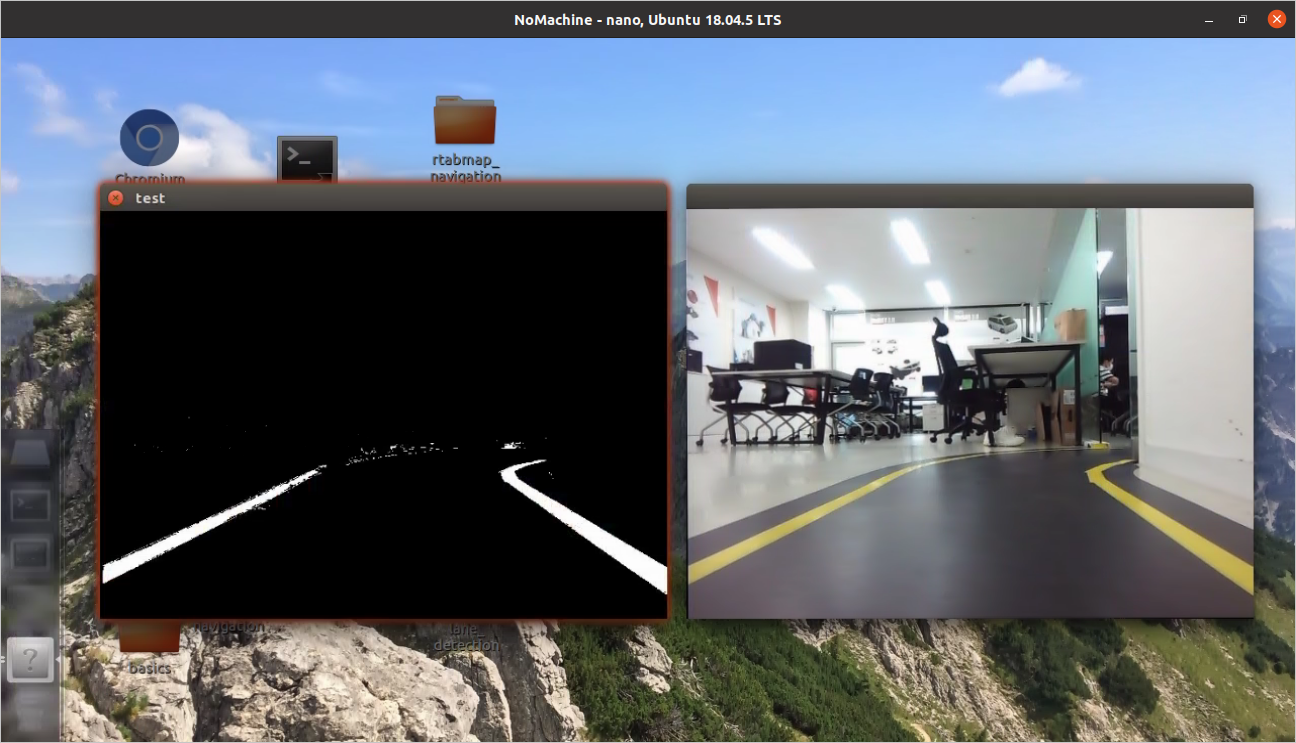 NoMachine - nano, Ubuntu 18.04.5 LTS
rtabmap_
navigation
Chromium
test
navigation
lane_
detection
basics